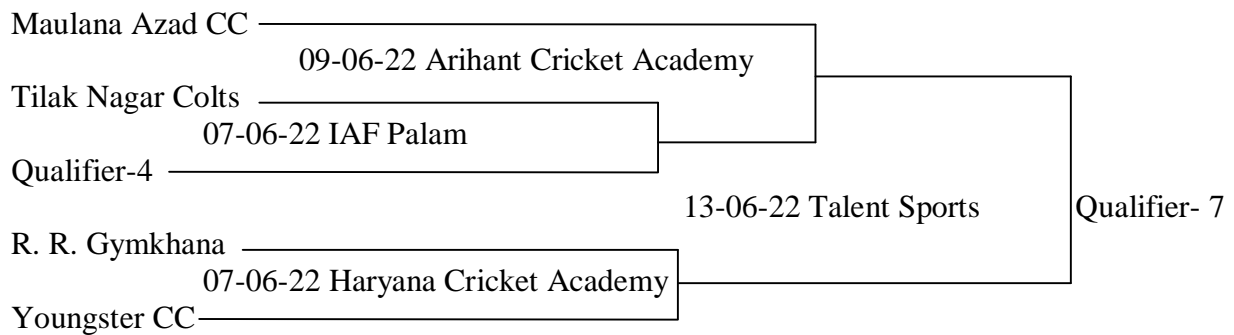 Maulana Azad CC
09-06-22 Arihant Cricket Academy
Tilak Nagar Colts
07-06-22 IAF Palam
Qualifier-4
13-06-22 Talent Sports
Qualifier- 7
R. R. Gymkhana
07-06-22 Haryana Cricket Academy
Youngster CC